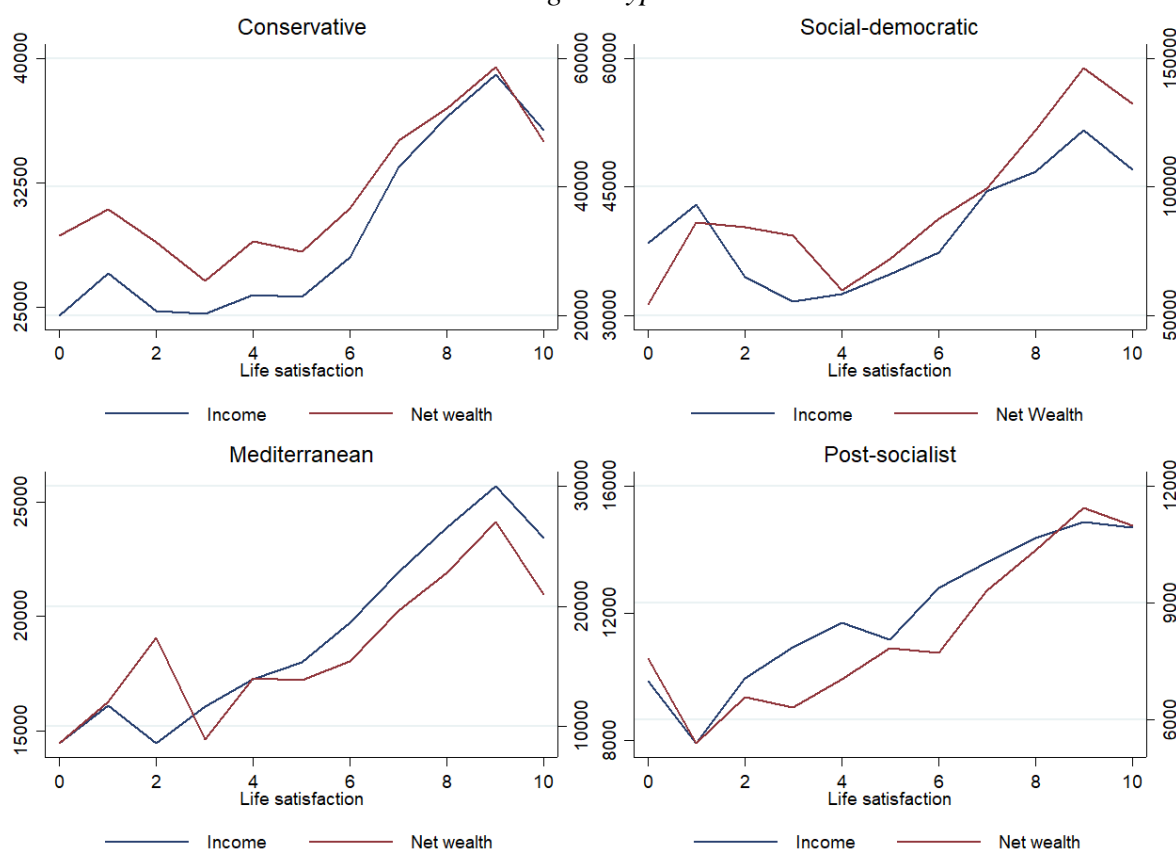 Conservative
40000
32500
25000
60000
40000
20000
0 2 4 6 8 10
Life satisfaction
Income Net wealth
Social-democratic
60000
45000
30000
150000
100000
50000
0 2 4 6 8 10
Life satisfaction
Income Net Wealth
Mediterranean
25000
20000
15000
30000
20000
10000
0 2 4 6 8 10
Life satisfaction
Income Net wealth
Post-socialist
16000
12000
8000
12000
9000
6000
0 2 4 6 8 10
Life satisfaction
Income Net wealth